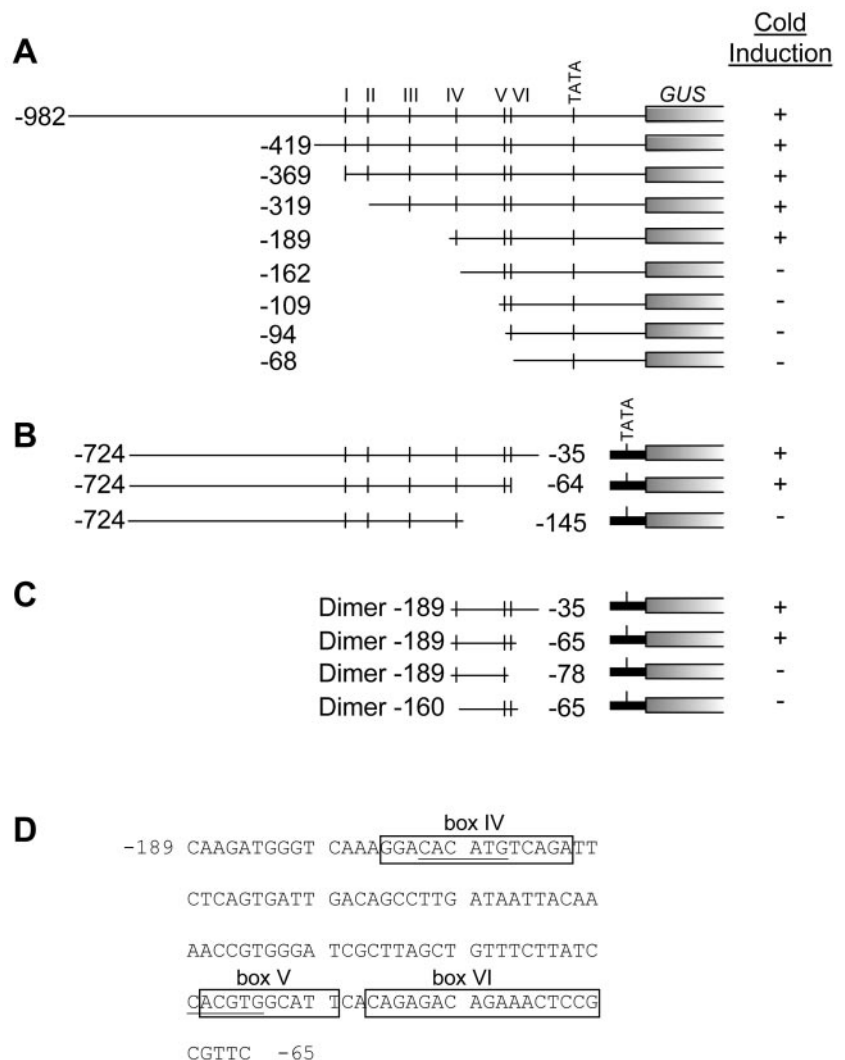 Cold
Induction
A
I II III IV V VI TATA GUS
-982 +
-419 +
-369 +
-319 +
-189 +
-162 -
-109 -
-94 -
-68 -
B
TATA
-724 -35 +
-724 -64 +
-724 -145 -
C
Dimer -189 -35 +
Dimer -189 -65 +
Dimer -189 -78 -
Dimer -160 -65 -
D
box IV
-189 CAAGATGGGT CAAAGGACAC ATGTCAGATT
CTCAGTGATT GACAGCCTTG ATAATTACAA
AACCGTGGGA TCGCTTAGCT GTTTCTTATC
box V box VI
CACGTGGCAT TCACAGAGAC AGAAACTCCG
CGTTC -65